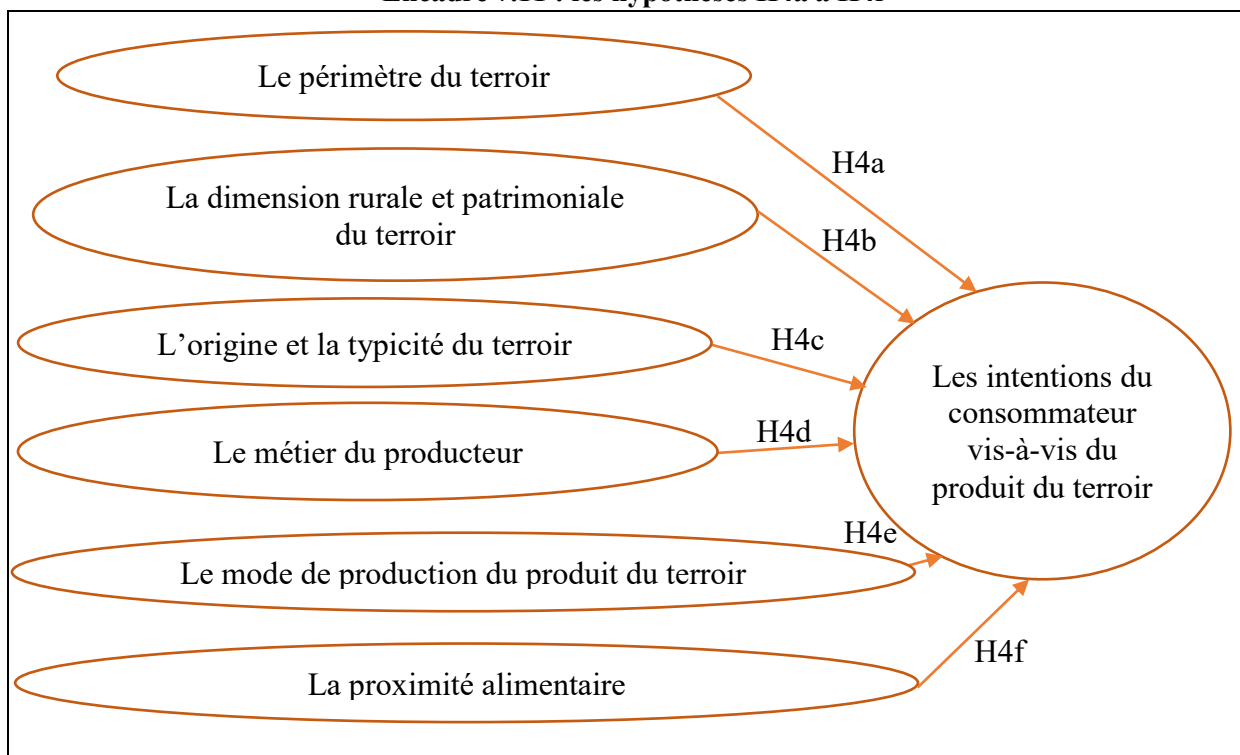 Le périmètre du terroir
H4a
La dimension rurale et patrimoniale
du terroir
H4b
L’origine et la typicité du terroir
H4c
Les intentions du
consommateur
vis-à-vis du
produit du terroir
Le métier du producteur
H4d
Le mode de production du produit du terroir
H4e
La proximité alimentaire
H4f